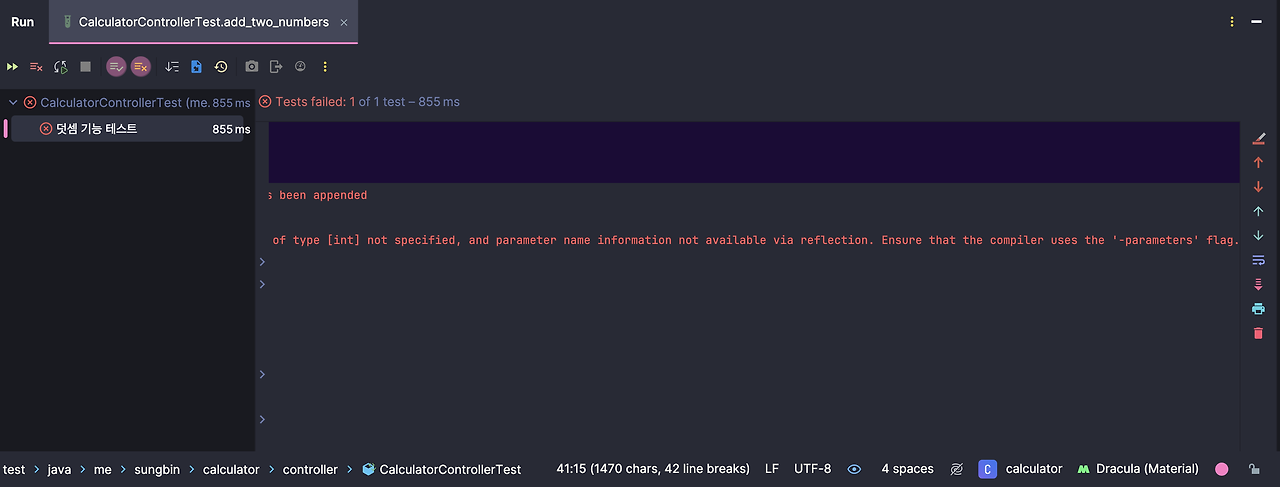 Run
CalculatorControllerTest.add_two_numbers
CalculatorControllerTest (me. 855 ms
Tests failed: 1 of 1 test – 855 ms
덧셈 기능 테스트 855 ms
been appended
of type [int] not specified, and parameter name information not available via reflection. Ensure that the compiler uses the '-parameters' flag.
test > java > me > sungbin > calculator > controller > CalculatorControllerTest 41:15 (1470 chars, 42 line breaks) LF UTF-8 4 spaces C calculator Dracula (Material)